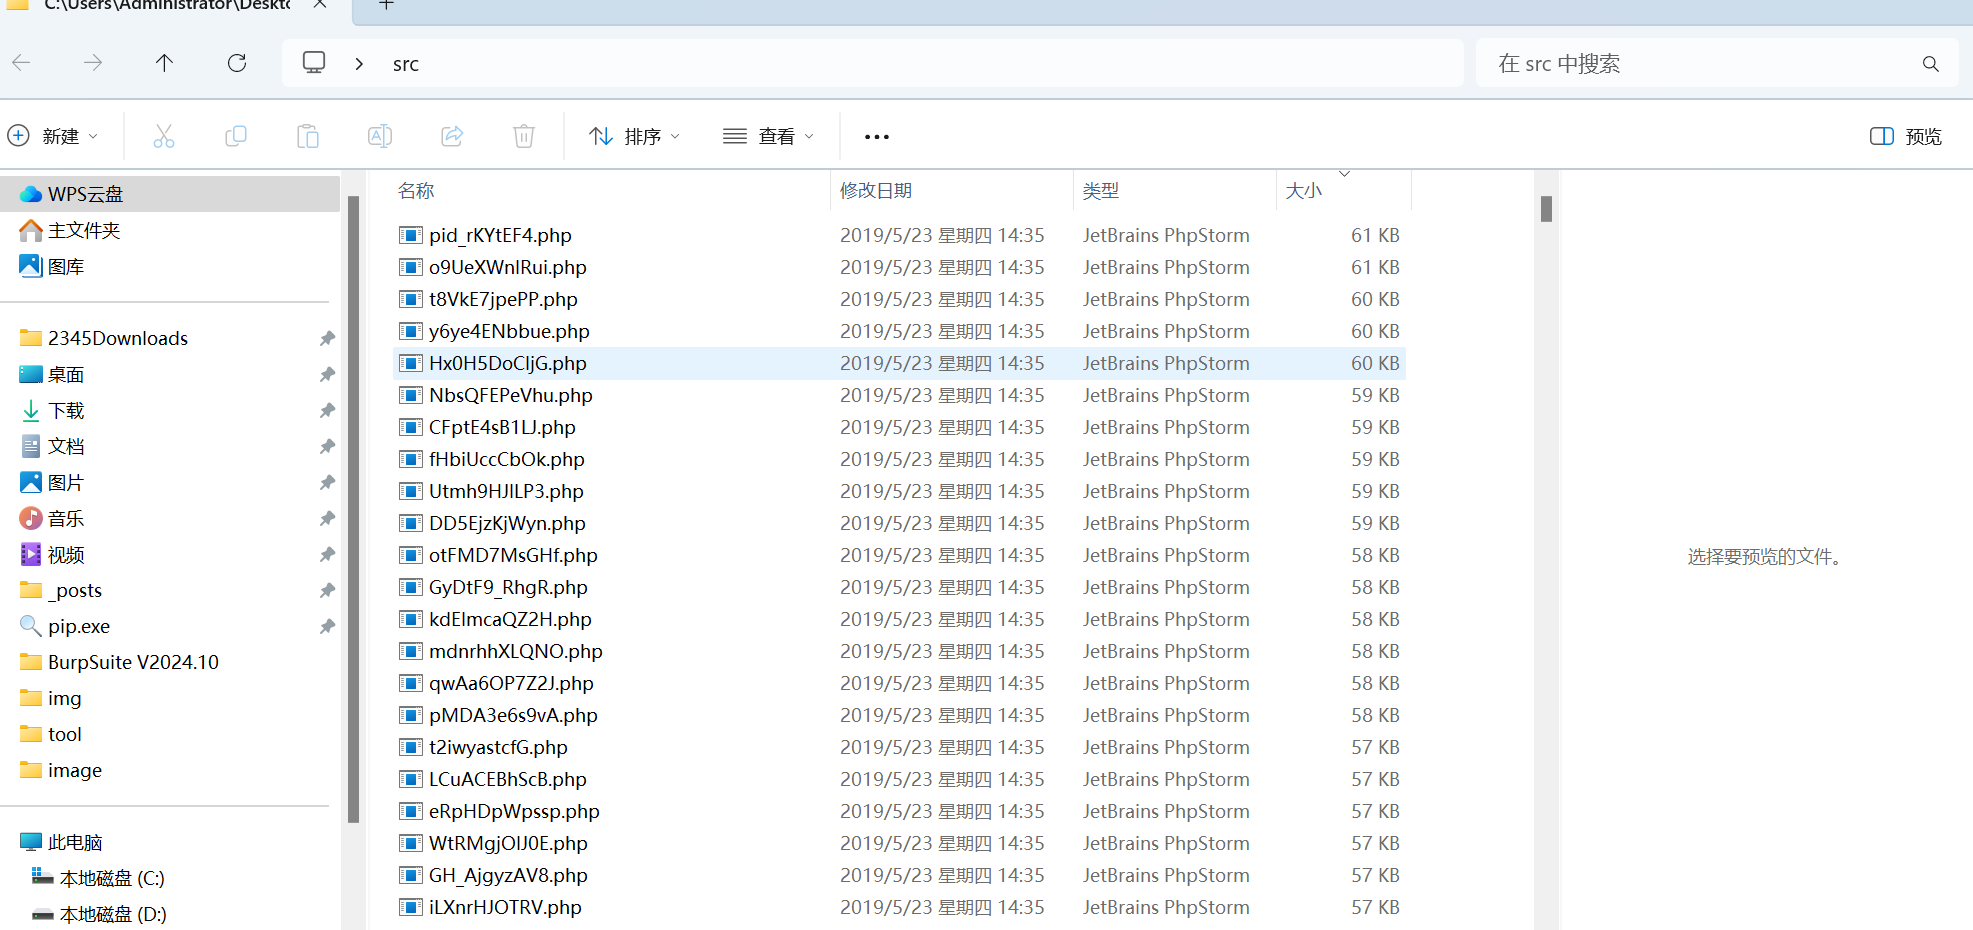 C:\Users\Administrator\Deskto
src
在 src 中搜索
新建
排序
查看
预览
WPS云盘
主文件夹
图库
2345Downloads
桌面
下载
文档
图片
音乐
视频
_posts
pip.exe
BurpSuite V2024.10
img
tool
image
此电脑
本地磁盘 (C:)
本地磁盘 (D:)
名称 修改日期 类型 大小
pid_rKYtEF4.php 2019/5/23 星期四 14:35 JetBrains PhpStorm 61 KB
o9UeXWnIRui.php 2019/5/23 星期四 14:35 JetBrains PhpStorm 61 KB
t8VkE7jpePP.php 2019/5/23 星期四 14:35 JetBrains PhpStorm 60 KB
y6ye4ENbbue.php 2019/5/23 星期四 14:35 JetBrains PhpStorm 60 KB
Hx0H5DoCljG.php 2019/5/23 星期四 14:35 JetBrains PhpStorm 60 KB
NbsQFEPeVhu.php 2019/5/23 星期四 14:35 JetBrains PhpStorm 59 KB
CFptE4sB1LJ.php 2019/5/23 星期四 14:35 JetBrains PhpStorm 59 KB
fHbiUccCbOk.php 2019/5/23 星期四 14:35 JetBrains PhpStorm 59 KB
Utmh9HJILP3.php 2019/5/23 星期四 14:35 JetBrains PhpStorm 59 KB
DD5EjzKjWyn.php 2019/5/23 星期四 14:35 JetBrains PhpStorm 59 KB
otFMD7MsGHf.php 2019/5/23 星期四 14:35 JetBrains PhpStorm 58 KB
GyDtF9_RhgR.php 2019/5/23 星期四 14:35 JetBrains PhpStorm 58 KB
kdElmcaQZ2H.php 2019/5/23 星期四 14:35 JetBrains PhpStorm 58 KB
mdnrhhXLQNO.php 2019/5/23 星期四 14:35 JetBrains PhpStorm 58 KB
qwAa6OP7Z2J.php 2019/5/23 星期四 14:35 JetBrains PhpStorm 58 KB
pMDA3e6s9vA.php 2019/5/23 星期四 14:35 JetBrains PhpStorm 58 KB
t2iwyastcfG.php 2019/5/23 星期四 14:35 JetBrains PhpStorm 57 KB
LCuACEBhScB.php 2019/5/23 星期四 14:35 JetBrains PhpStorm 57 KB
eRpHDpWpssp.php 2019/5/23 星期四 14:35 JetBrains PhpStorm 57 KB
WtRMgjOIJ0E.php 2019/5/23 星期四 14:35 JetBrains PhpStorm 57 KB
GH_AjgyzAV8.php 2019/5/23 星期四 14:35 JetBrains PhpStorm 57 KB
iLXnrHJOTRV.php 2019/5/23 星期四 14:35 JetBrains PhpStorm 57 KB
选择要预览的文件。